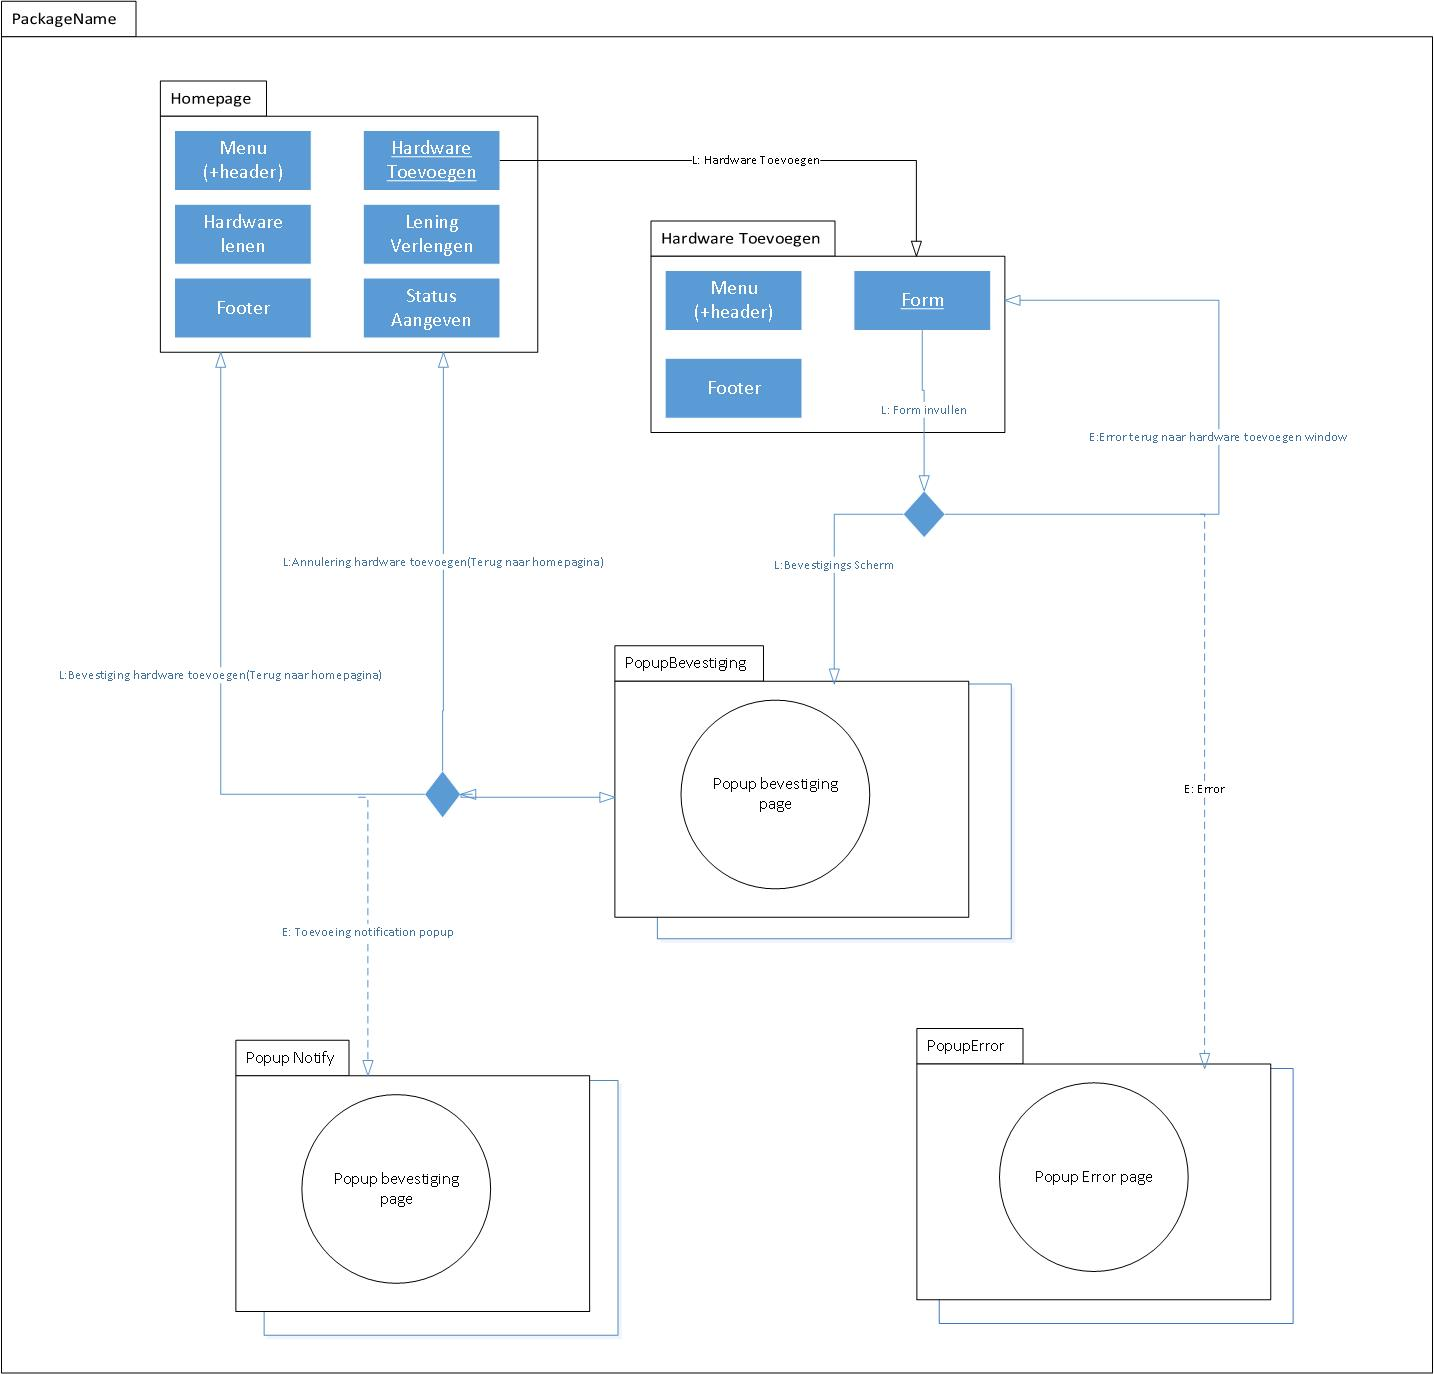 PackageName
Homepage
Menu
(+header)
Hardware
Toevoegen
L: Hardware Toevoegen
Hardware
lenen
Lening
Verlengen
Footer
Status
Aangeven
Hardware Toevoegen
Menu
(+header)
Form
Footer
L: Form invullen
E:Error terug naar hardware toevoegen window
L:Annulering hardware toevoegen(Terug naar homepagina)
L:Bevestigings Scherm
L:Bevestiging hardware toevoegen(Terug naar homepagina)
PopupBevestiging
Popup bevestiging
page
E: Error
E: Toevoeing notification popup
Popup Notify
Popup bevestiging
page
PopupError
Popup Error page